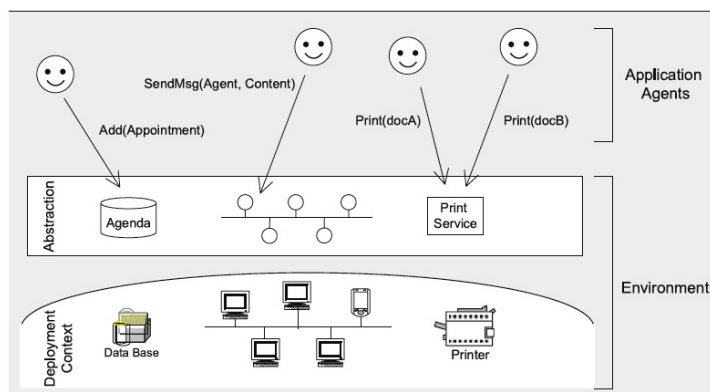 SendMsg(Agent, Content)
Application
Agents
Add(Appointment)
Print(docA)
Print(docB)
Abstraction
Agenda
Print
Service
Environment
Deployment
Context
Data Base
Printer